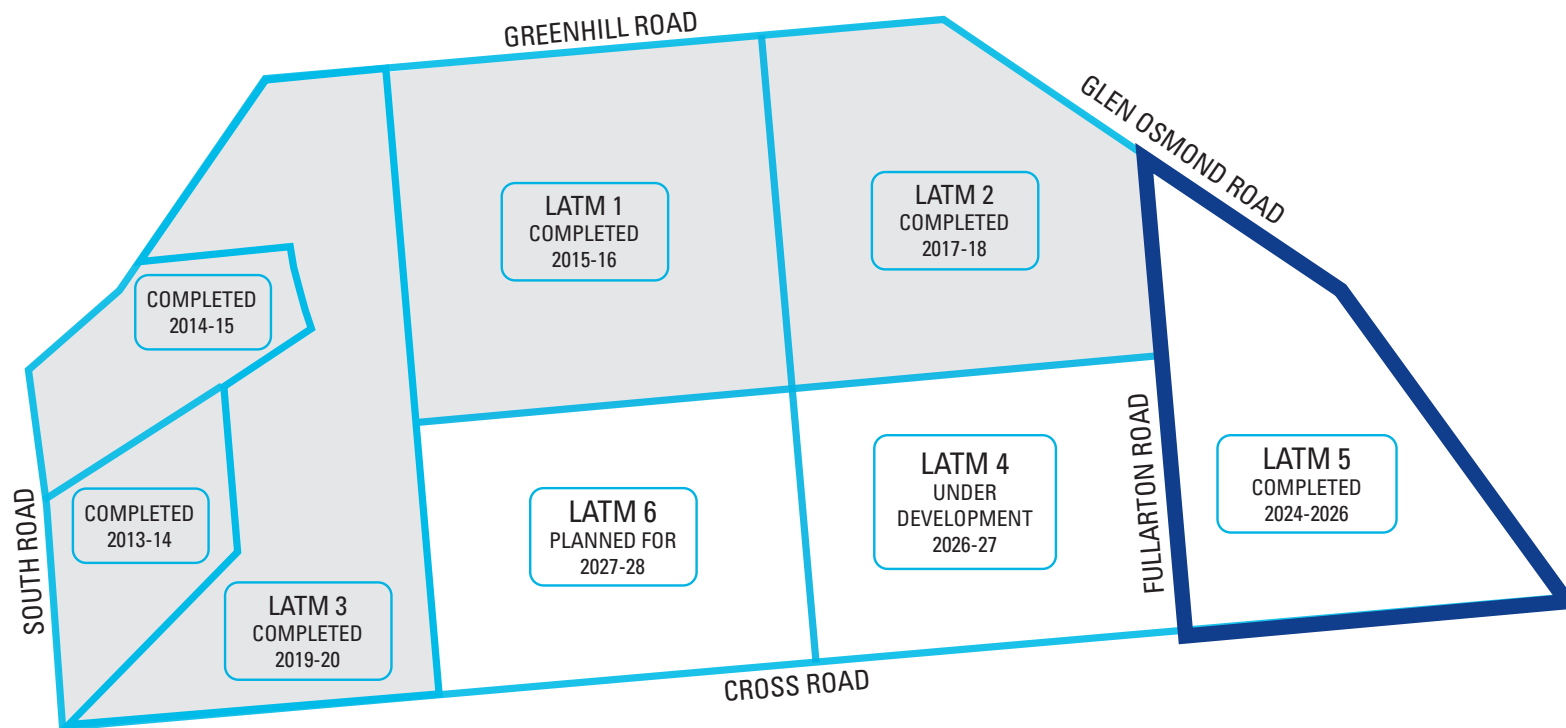 GREENHILL ROAD
GLEN OSMOND ROAD
LATM 1
COMPLETED
2015-16
LATM 2
COMPLETED
2017-18
COMPLETED
2014-15
COMPLETED
2013-14
LATM 3
COMPLETED
2019-20
LATM 6
PLANNED FOR
2027-28
LATM 4
UNDER
DEVELOPMENT
2026-27
LATM 5
COMPLETED
2024-2026
SOUTH ROAD
FULLARTON ROAD
CROSS ROAD